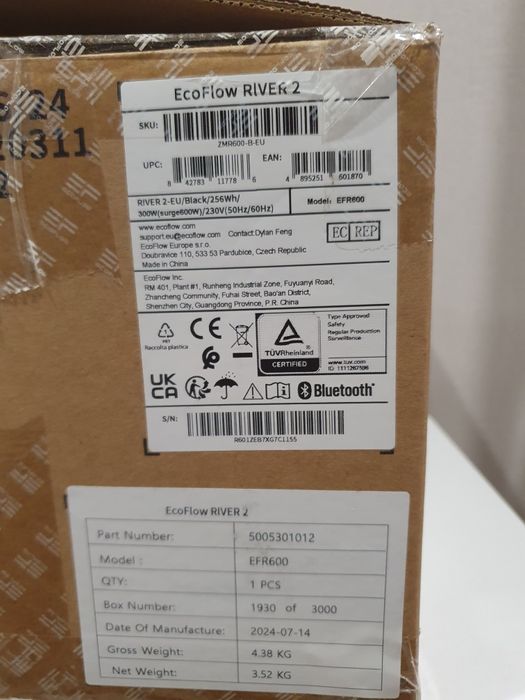 24
0311
EcoFlow RIVER 2
SKU:
ZMR600-B-EU
UPC:
8 42783 11778 6
EAN:
4 895251 601870
RIVER 2-EU/Black/256Wh/
300W(surge600W)/230V(50Hz/60Hz)
Model: EFR600
www.ecoflow.com
support.eu@ecoflow.com Contact:Dylan Feng
EcoFlow Europe s.r.o.
Doubravice 110, 533 53 Pardubice, Czech Republic
Made in China
EC REP
EcoFlow Inc.
RM 401, Plant#1, Runheng Industrial Zone, Fuyuanyi Road,
Zhancheng Community, Fuhai Street, Bao'an District,
Shenzhen City, Guangdong Province, P.R. China
PET
Raccolta plastica
CE
TÜVRheinland
CERTIFIED
Type Approved
Safety
Regular Production
Surveillance
www.tuv.com
ID 1111267596
UK
CA
Bluetooth
S/N:
R601ZEB7XG7C1155
EcoFlow RIVER 2
Part Number: 5005301012
Model : EFR600
QTY: 1 PCS
Box Number: 1930 of 3000
Date Of Manufacture: 2024-07-14
Gross Weight: 4.38 KG
Net Weight: 3.52 KG